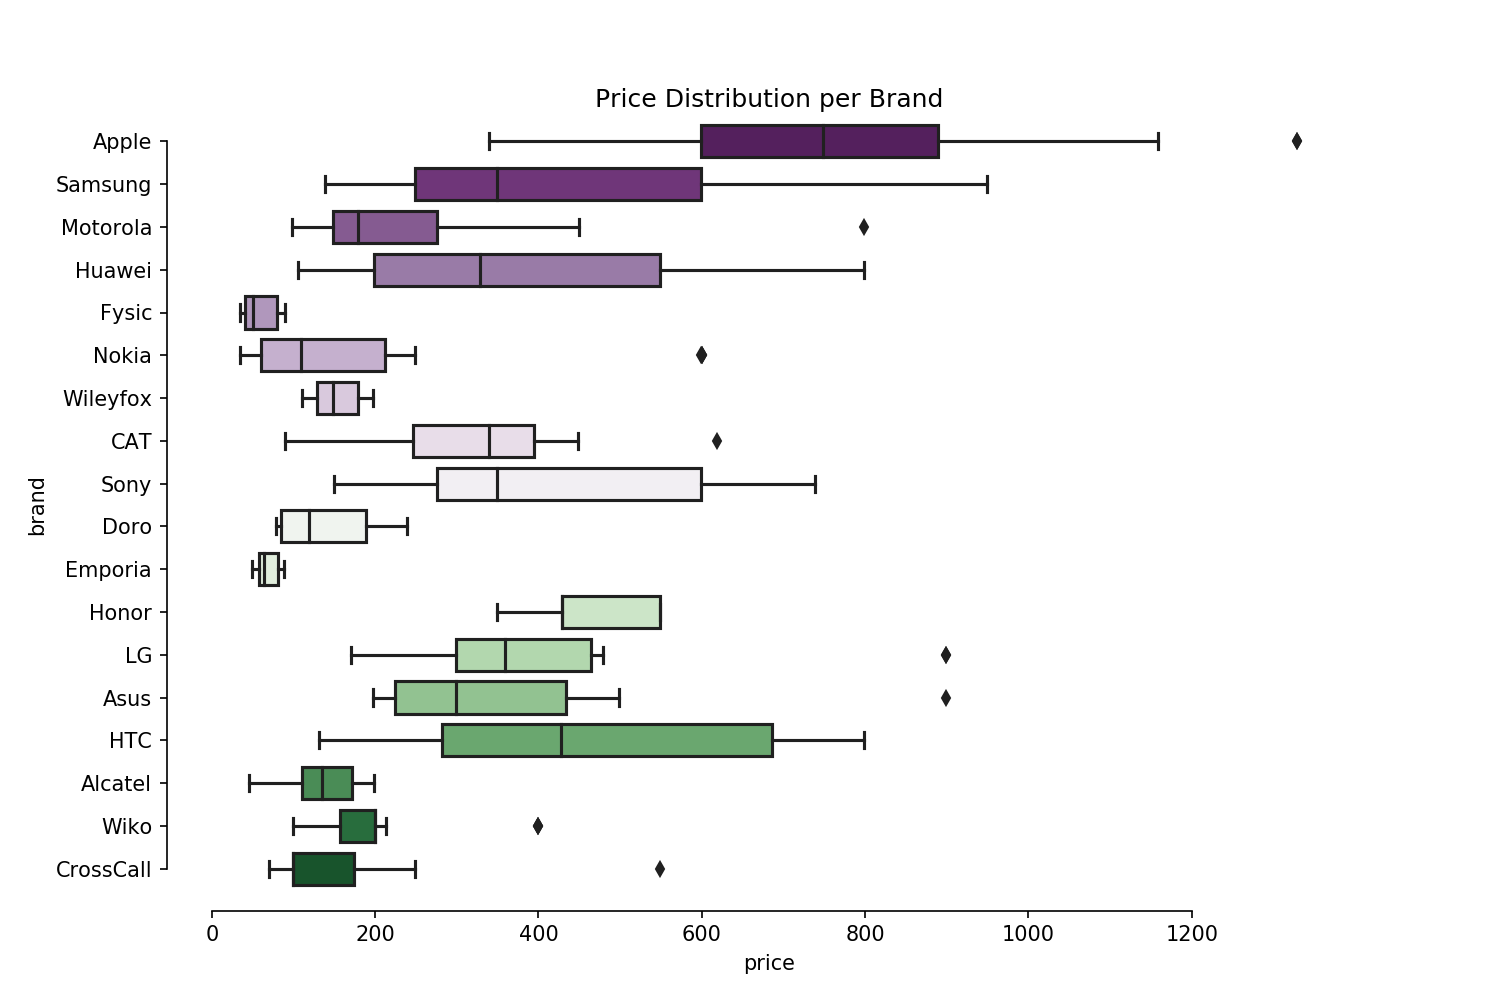 Price Distribution per Brand
Apple
Samsung
Motorola
Huawei
Fysic
Nokia
Wileyfox
CAT
Sony
Doro
Emporia
Honor
LG
Asus
HTC
Alcatel
Wiko
CrossCall
brand
0 200 400 600 800 1000 1200
price